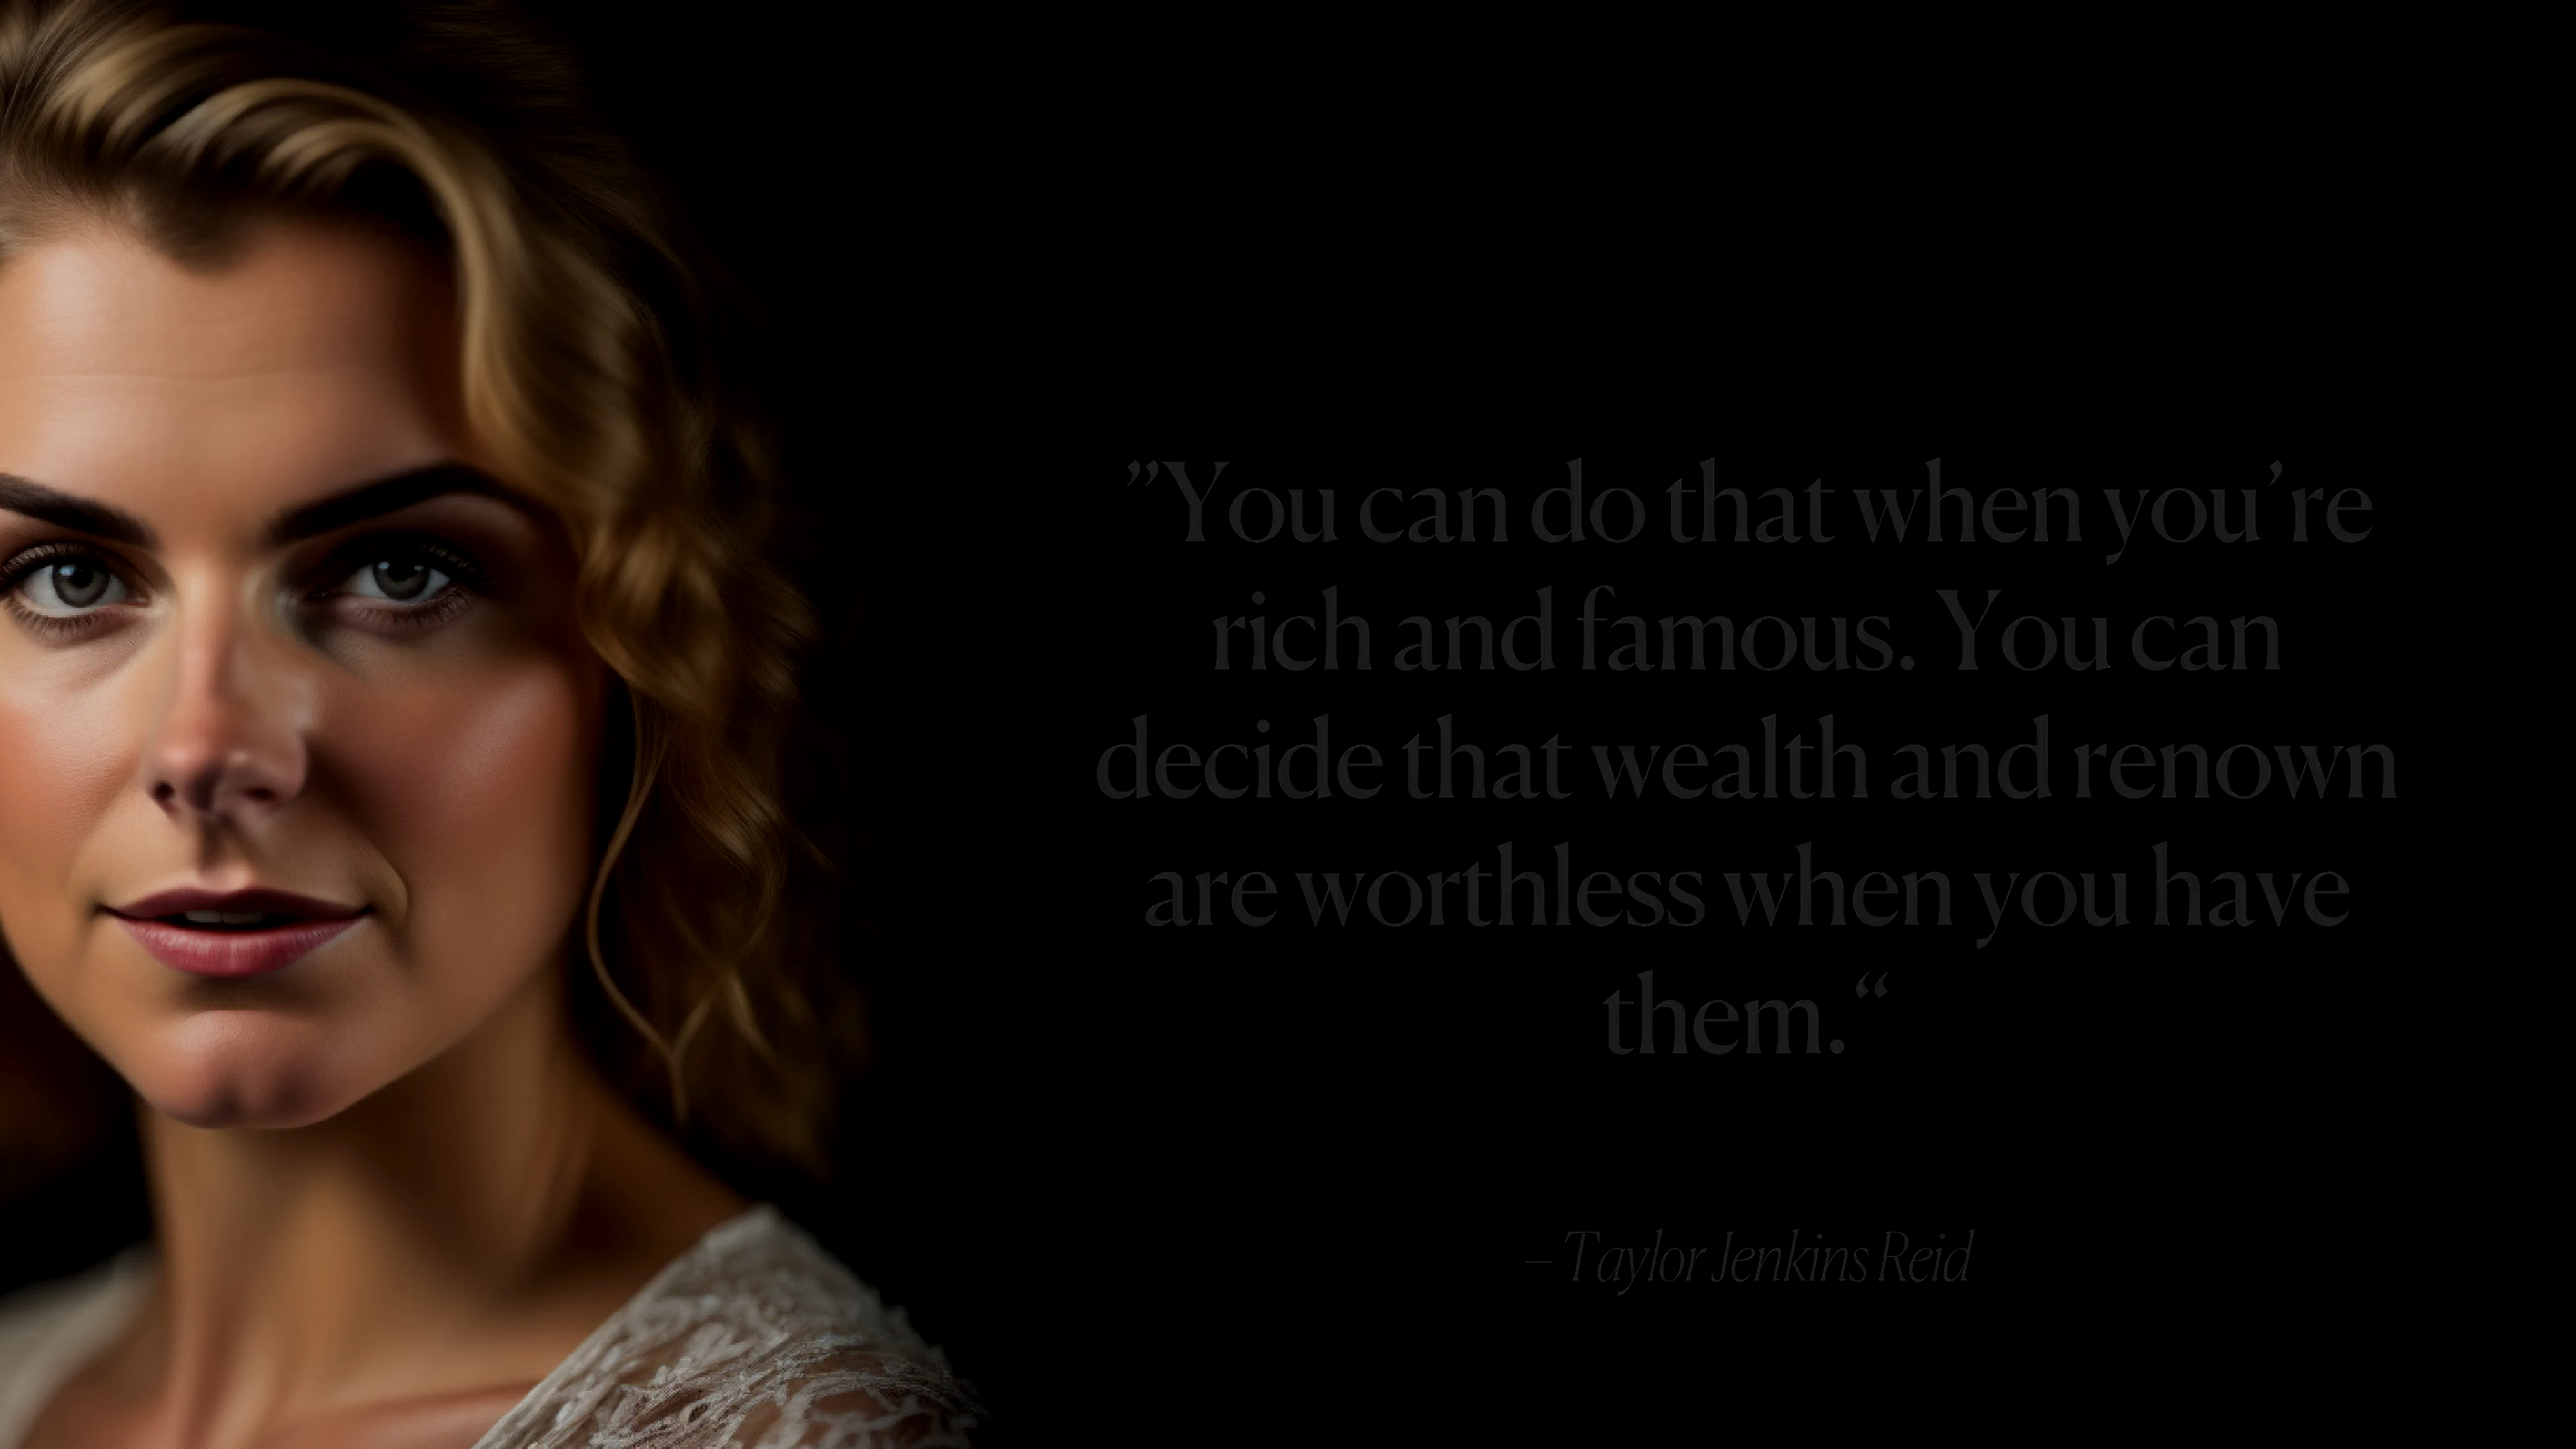 ”You can do that when you’re
rich and famous. You can
decide that wealth and renown
are worthless when you have
them.“
– Taylor Jenkins Reid